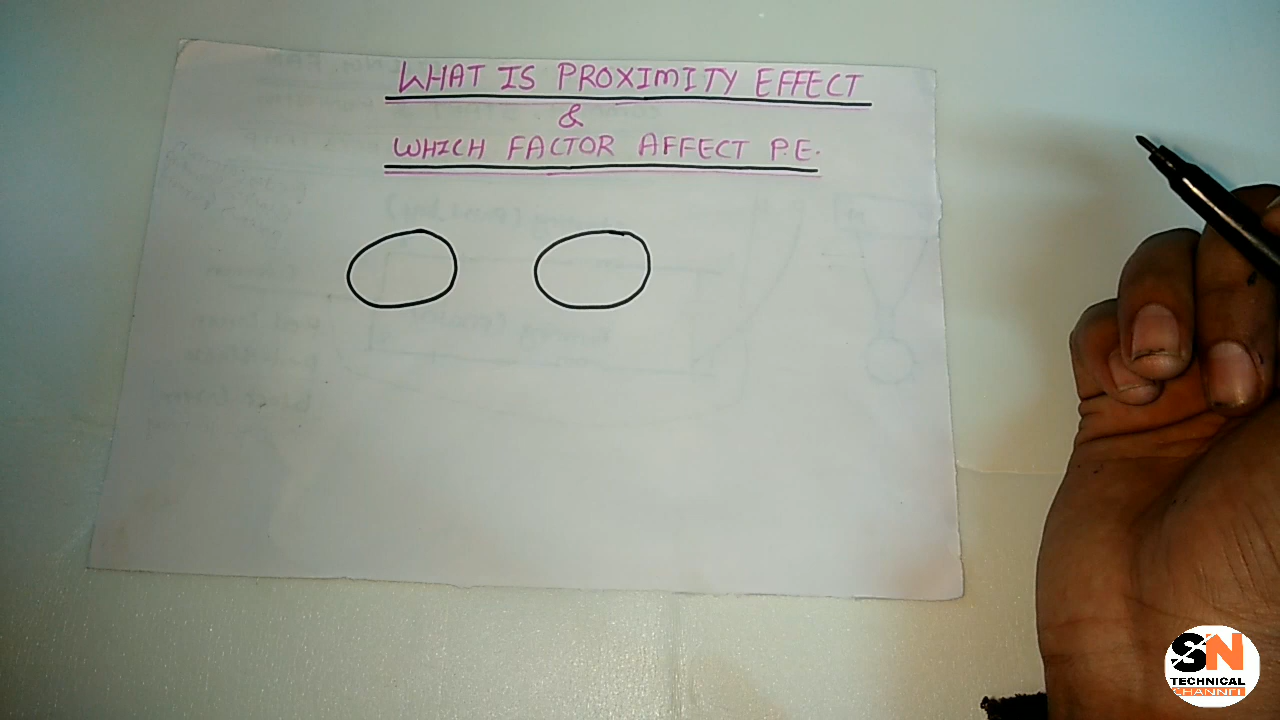 WHAT IS PROXIMITY EFFECT
&
WHICH FACTOR AFFECT P.E.
SN
TECHNICAL
CHANNEL